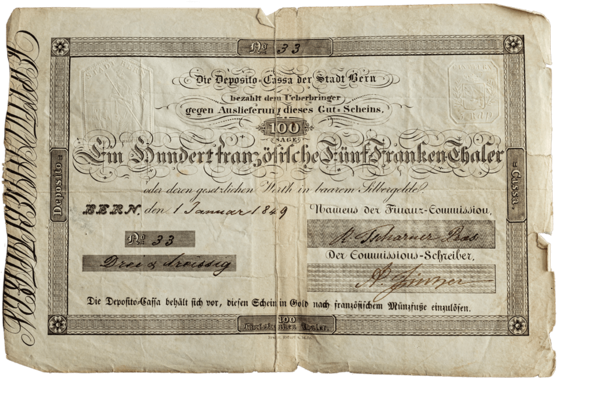 No 33
Die Deposito-Cassa der Stadt Bern
bezahlt dem Ueberbringer
gegen Auslieferung dieses Gut-Scheins,
100
SAGE
Ein Hundert französische Fünf Franken Thaler
oder deren gesetzlichen Werth in baarem Silbergelde
BERN, den 1 Januar 1849
Namens der Finanz-Commission,
No 33
Drei & dreissig
Der Commissions-Schreiber
Die Deposito-Cassa behält sich vor, diesen Schein in Gold nach französischem Münzfuße einzulösen.
Deposito-
Cassa.
100